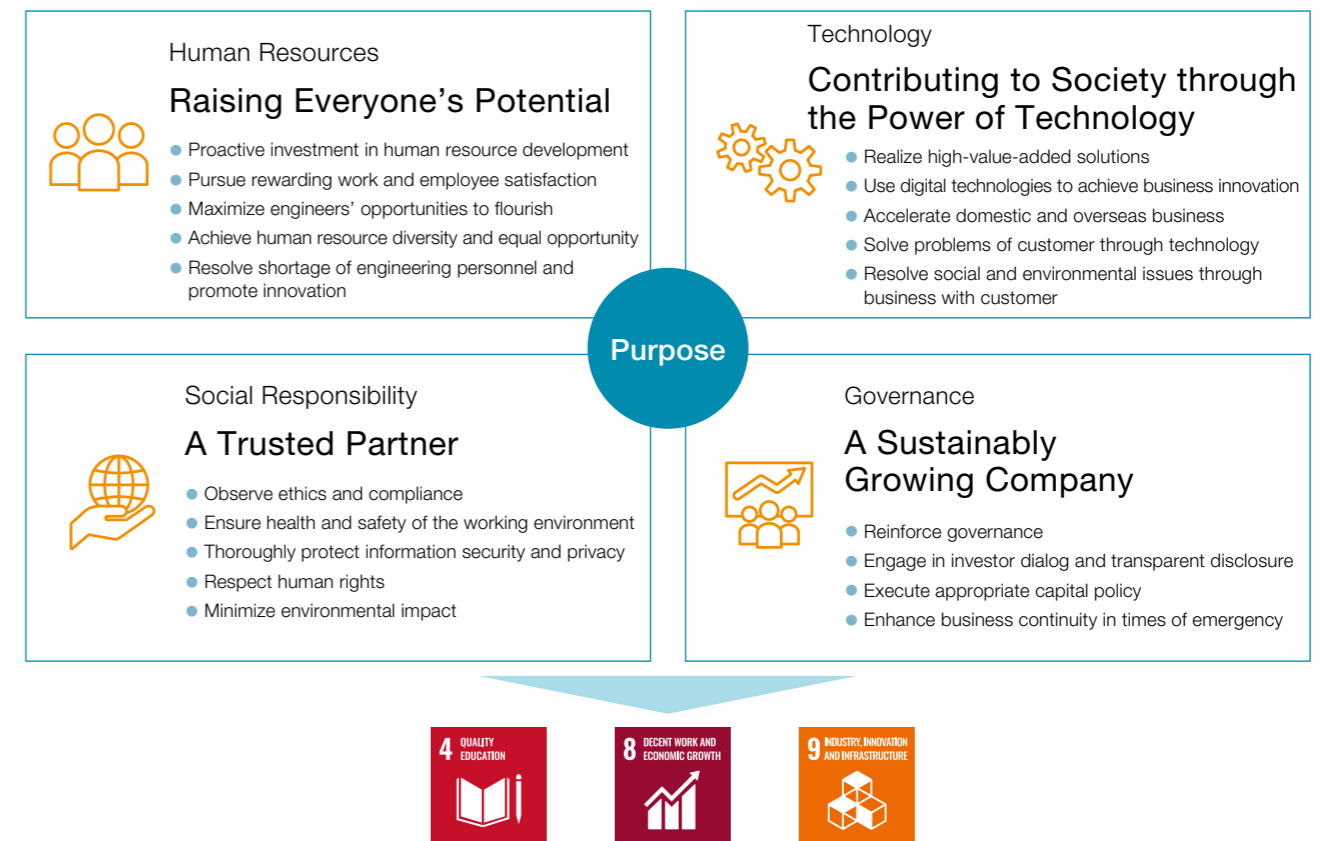 Human Resources
Raising Everyone's Potential
Proactive investment in human resource development
Pursue rewarding work and employee satisfaction
Maximize engineers' opportunities to flourish
Achieve human resource diversity and equal opportunity
Resolve shortage of engineering personnel and
promote innovation
Technology
Contributing to Society through
the Power of Technology
Realize high-value-added solutions
Use digital technologies to achieve business innovation
Accelerate domestic and overseas business
Solve problems of customer through technology
Resolve social and environmental issues through
business with customer
Purpose
Social Responsibility
A Trusted Partner
Observe ethics and compliance
Ensure health and safety of the working environment
Thoroughly protect information security and privacy
Respect human rights
Minimize environmental impact
Governance
A Sustainably
Growing Company
Reinforce governance
Engage in investor dialog and transparent disclosure
Execute appropriate capital policy
Enhance business continuity in times of emergency
4 QUALITY
EDUCATION
8 DECENT WORK AND
ECONOMIC GROWTH
9 INDUSTRY, INNOVATION
AND INFRASTRUCTURE